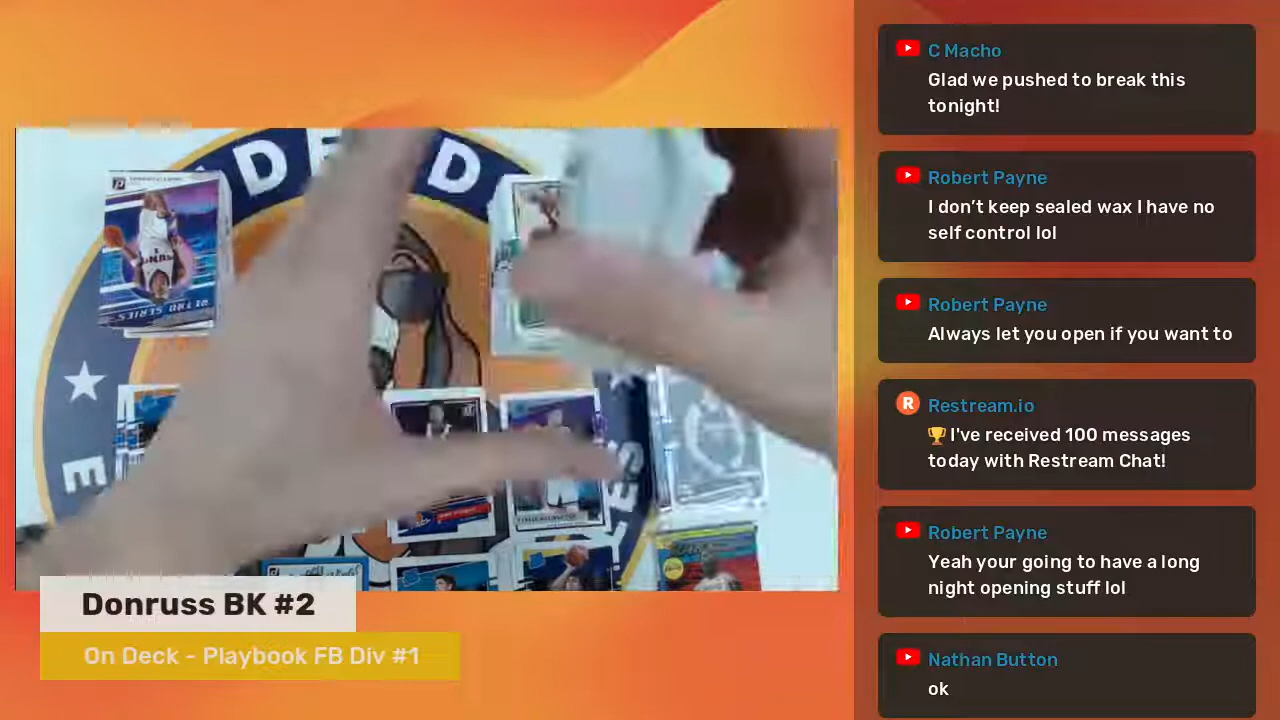 C Macho
Glad we pushed to break this
tonight!
Robert Payne
I don’t keep sealed wax I have no
self control lol
Robert Payne
Always let you open if you want to
Restream.io
🏆 I've received 100 messages
today with Restream Chat!
Robert Payne
Yeah your going to have a long
night opening stuff lol
Nathan Button
ok
RETRO SERIES
Donruss BK #2
On Deck - Playbook FB Div #1